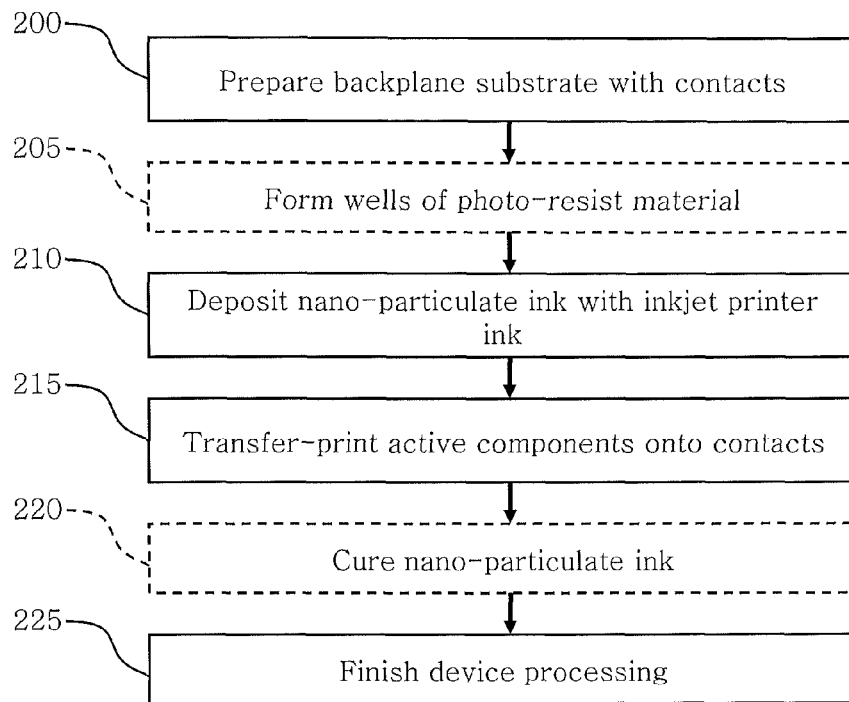 200
Prepare backplane substrate with contacts
205
Form wells of photo-resist material
210
Deposit nano-particulate ink with inkjet printer
ink
215
Transfer-print active components onto contacts
220
Cure nano-particulate ink
225
Finish device processing